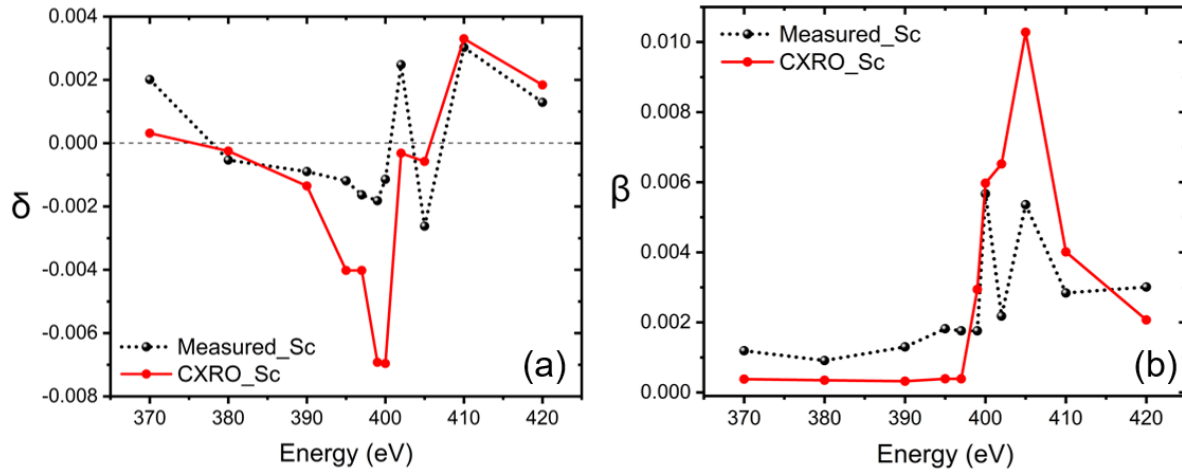 0.004
0.002
0.000
-0.002
-0.004
-0.006
-0.008
δ
Measured_Sc
CXRO_Sc
(a)
370 380 390 400 410 420
Energy (eV)
0.010
0.008
0.006
0.004
0.002
0.000
β
Measured_Sc
CXRO_Sc
(b)
370 380 390 400 410 420
Energy (eV)